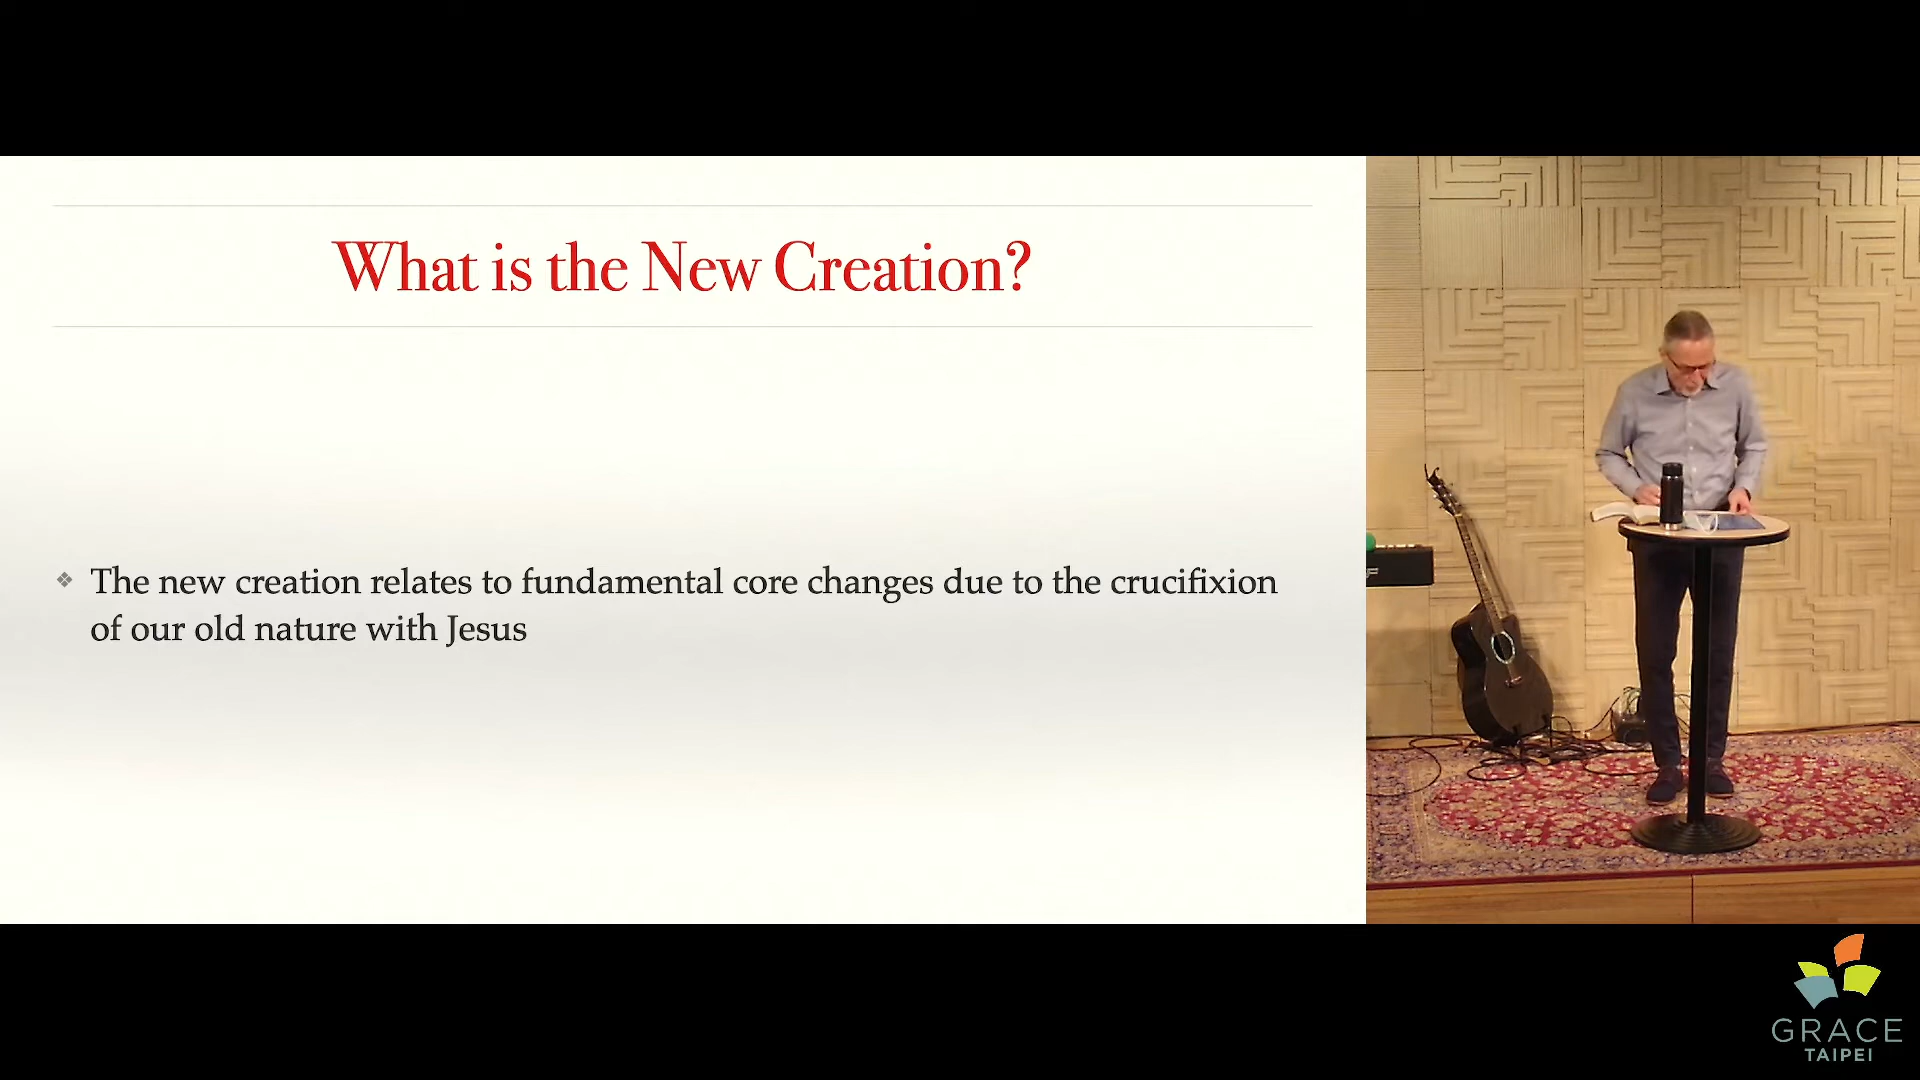 What is the New Creation?
❖ The new creation relates to fundamental core changes due to the crucifixion
of our old nature with Jesus
GRACE
TAIPEI